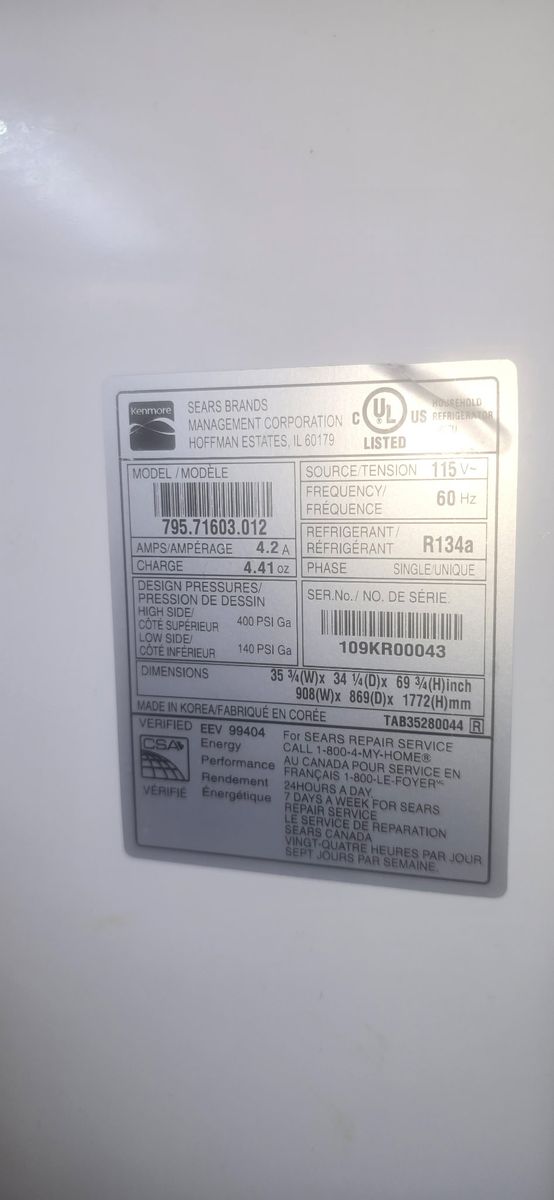 Kenmore
SEARS BRANDS
MANAGEMENT CORPORATION
HOFFMAN ESTATES, IL 60179
C UL US
LISTED
HOUSEHOLD
REFRIGERATOR
MODEL / MODÈLE
795.71603.012
AMPS/AMPÉRAGE 4.2 A
CHARGE 4.41 oz
DESIGN PRESSURES/
PRESSION DE DESSIN
HIGH SIDE/
CÔTÉ SUPÉRIEUR 400 PSI Ga
LOW SIDE/
CÔTÉ INFÉRIEUR 140 PSI Ga
SOURCE/TENSION 115 V~
FREQUENCY/
FRÉQUENCE 60 Hz
REFRIGERANT/
RÉFRIGÉRANT R134a
PHASE SINGLE/UNIQUE
SER.No./ NO. DE SÉRIE.
109KR00043
DIMENSIONS 35 3/4(W)x 34 1/4(D)x 69 3/4(H)inch
908(W)x 869(D)x 1772(H)mm
MADE IN KOREA/FABRIQUÉ EN CORÉE TAB35280044 R
VERIFIED EEV 99404
CSA
Energy
Performance
Rendement
Énergétique
VÉRIFIÉ
For SEARS REPAIR SERVICE
CALL 1-800-4-MY-HOME®
AU CANADA POUR SERVICE EN
FRANÇAIS 1-800-LE-FOYER
24HOURS A DAY
7 DAYS A WEEK FOR SEARS
REPAIR SERVICE
LE SERVICE DE REPARATION
SEARS CANADA
VINGT-QUATRE HEURES PAR JOUR
SEPT JOURS PAR SEMAINE.